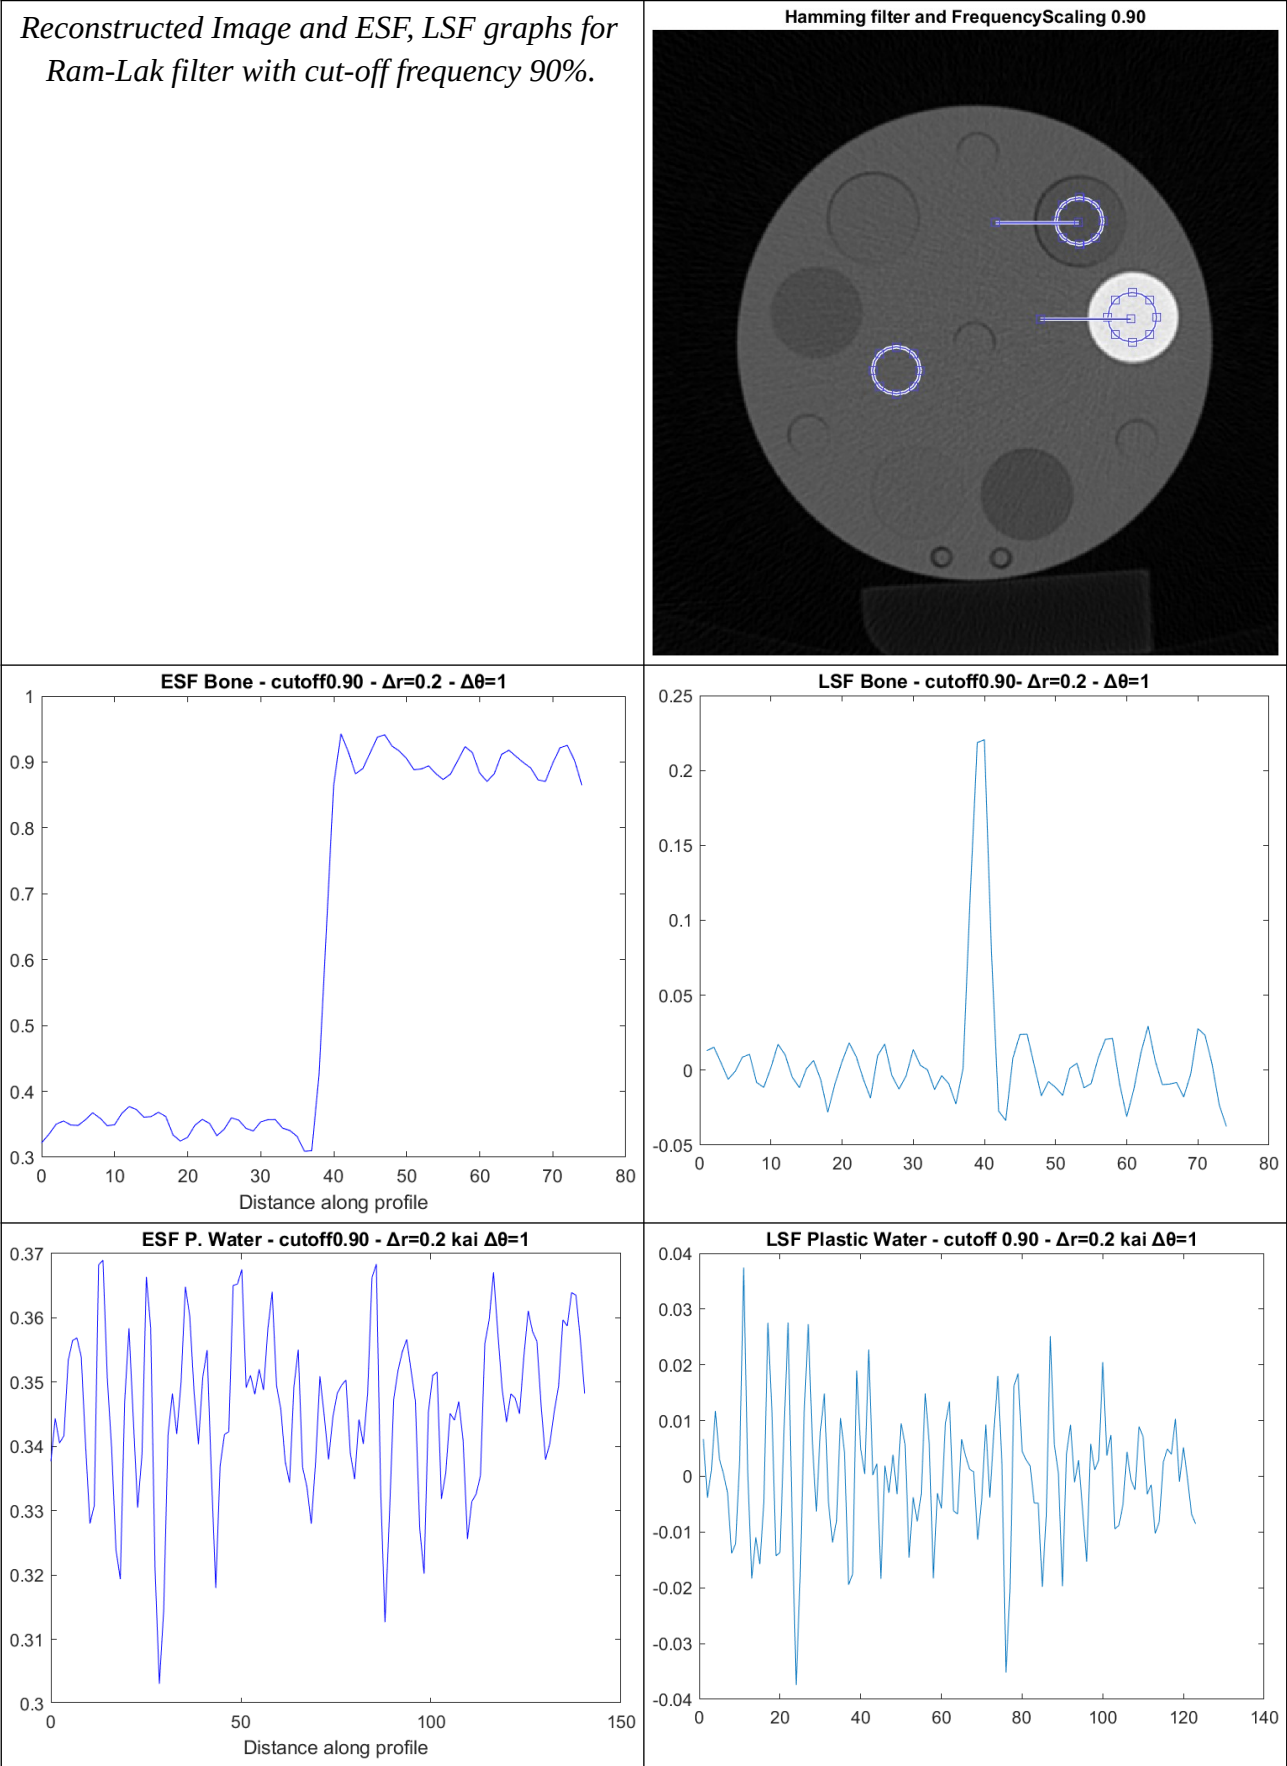 Reconstructed Image and ESF, LSF graphs for
Ram-Lak filter with cut-off frequency 90%.
Hamming filter and FrequencyScaling 0.90
ESF Bone - cutoff0.90 - Δr=0.2 - Δθ=1
1
0.9
0.8
0.7
0.6
0.5
0.4
0.3
0 10 20 30 40 50 60 70 80
Distance along profile
LSF Bone - cutoff0.90- Δr=0.2 - Δθ=1
0.25
0.2
0.15
0.1
0.05
0
-0.05
0 10 20 30 40 50 60 70 80
ESF P. Water - cutoff0.90 - Δr=0.2 kai Δθ=1
0.37
0.36
0.35
0.34
0.33
0.32
0.31
0.3
0 50 100 150
Distance along profile
LSF Plastic Water - cutoff 0.90 - Δr=0.2 kai Δθ=1
0.04
0.03
0.02
0.01
0
-0.01
-0.02
-0.03
-0.04
0 20 40 60 80 100 120 140